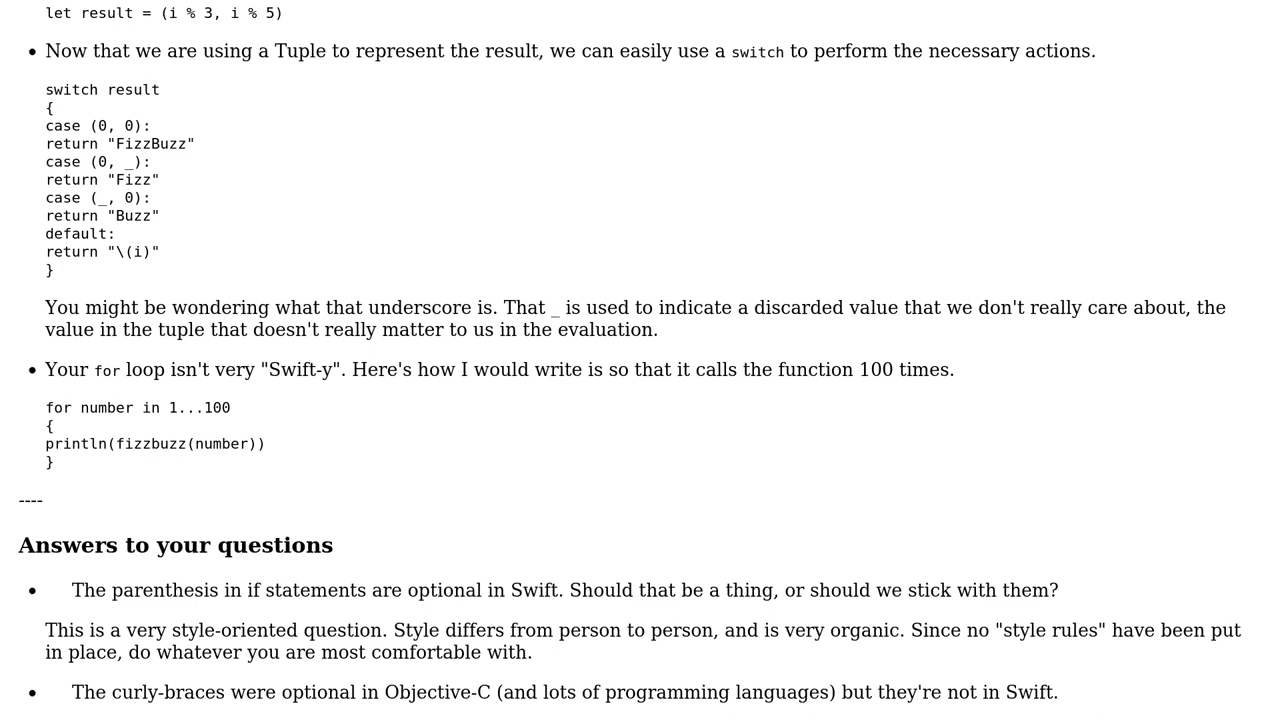 let result = (i % 3, i % 5)
• Now that we are using a Tuple to represent the result, we can easily use a switch to perform the necessary actions.
switch result
{
case (0, 0):
return "FizzBuzz"
case (0, _):
return "Fizz"
case (_, 0):
return "Buzz"
default:
return "\(i)"
}
You might be wondering what that underscore is. That _ is used to indicate a discarded value that we don't really care about, the
value in the tuple that doesn't really matter to us in the evaluation.
• Your for loop isn't very "Swift-y". Here's how I would write is so that it calls the function 100 times.
for number in 1...100
{
println(fizzbuzz(number))
}
----
Answers to your questions
• The parenthesis in if statements are optional in Swift. Should that be a thing, or should we stick with them?
This is a very style-oriented question. Style differs from person to person, and is very organic. Since no "style rules" have been put
in place, do whatever you are most comfortable with.
• The curly-braces were optional in Objective-C (and lots of programming languages) but they're not in Swift.